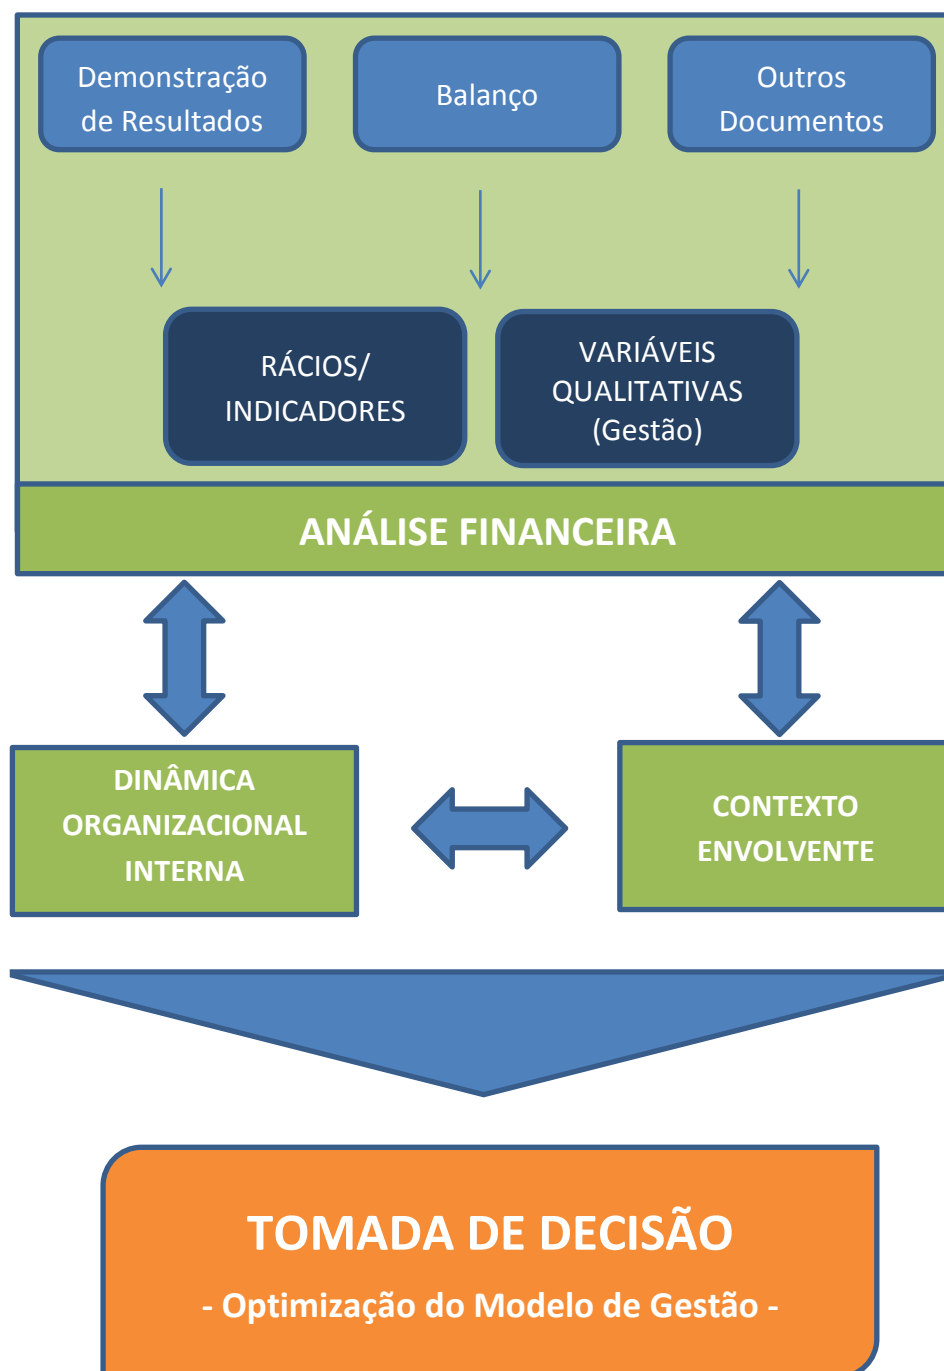 Demonstração
de Resultados
Balanço
Outros
Documentos
RÁCIOS/
INDICADORES
VARIÁVEIS
QUALITATIVAS
(Gestão)
ANÁLISE FINANCEIRA
DINÂMICA
ORGANIZACIONAL
INTERNA
CONTEXTO
ENVOLVENTE
TOMADA DE DECISÃO
- Optimização do Modelo de Gestão -